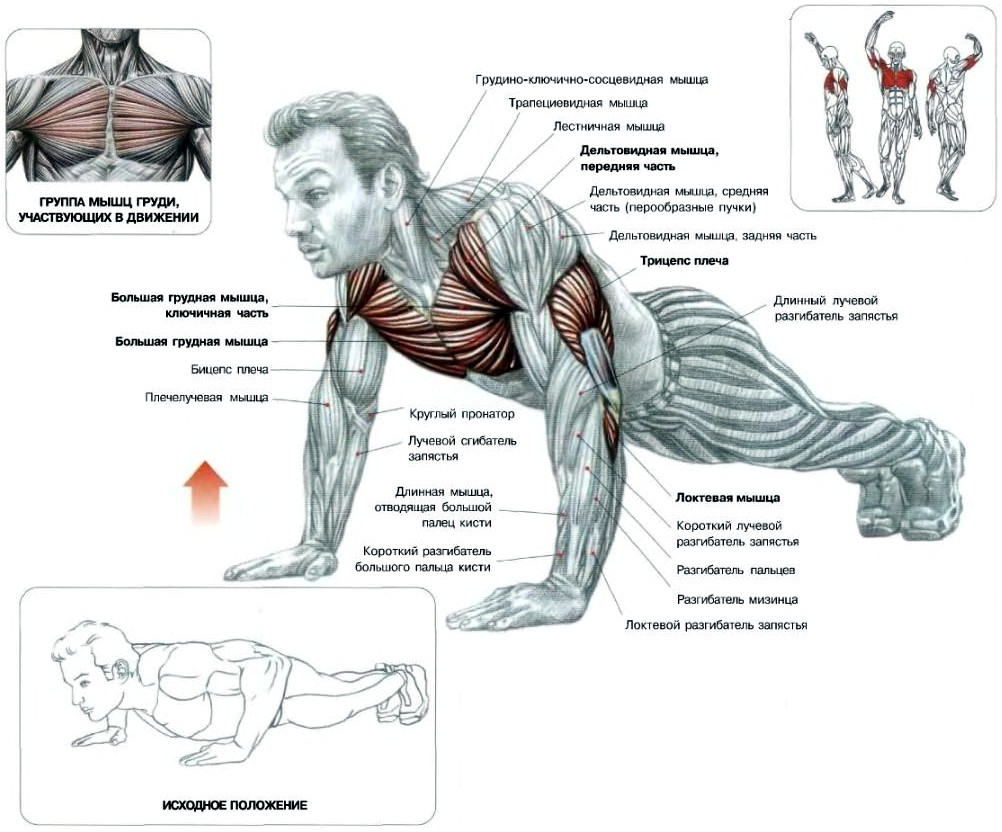 ГРУППА МЫШЦ ГРУДИ,
УЧАСТВУЮЩИХ В ДВИЖЕНИИ
Грудино-ключично-сосцевидная мышца
Трапециевидная мышца
Лестничная мышца
Дельтовидная мышца,
передняя часть
Дельтовидная мышца, средняя
часть (перообразные пучки)
Дельтовидная мышца, задняя часть
Трицепс плеча
Длинный лучевой
разгибатель запястья
Большая грудная мышца,
ключичная часть
Большая грудная мышца
Бицепс плеча
Плечелучевая мышца
Круглый пронатор
Лучевой сгибатель
запястья
Длинная мышца,
отводящая большой
палец кисти
Короткий разгибатель
большого пальца кисти
Локтевая мышца
Короткий лучевой
разгибатель запястья
Разгибатель пальцев
Разгибатель мизинца
Локтевой разгибатель запястья
ИСХОДНОЕ ПОЛОЖЕНИЕ